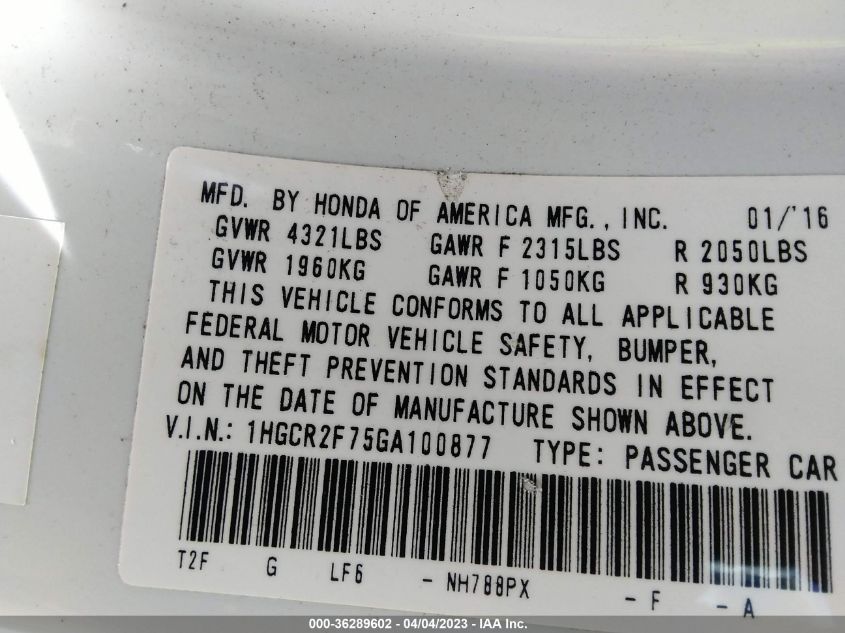 MFD. BY HONDA OF AMERICA MFG., INC. 01/'16
GVWR 4321LBS GAWR F 2315LBS R 2050LBS
GVWR 1960KG GAWR F 1050KG R 930KG
THIS VEHICLE CONFORMS TO ALL APPLICABLE
FEDERAL MOTOR VEHICLE SAFETY, BUMPER,
AND THEFT PREVENTION STANDARDS IN EFFECT
ON THE DATE OF MANUFACTURE SHOWN ABOVE.
V.I.N.: 1HGCR2F75GA100877 TYPE: PASSENGER CAR
T2F G LF6 - NH788PX - F - A
000-36289602 - 04/04/2023 - IAA Inc.